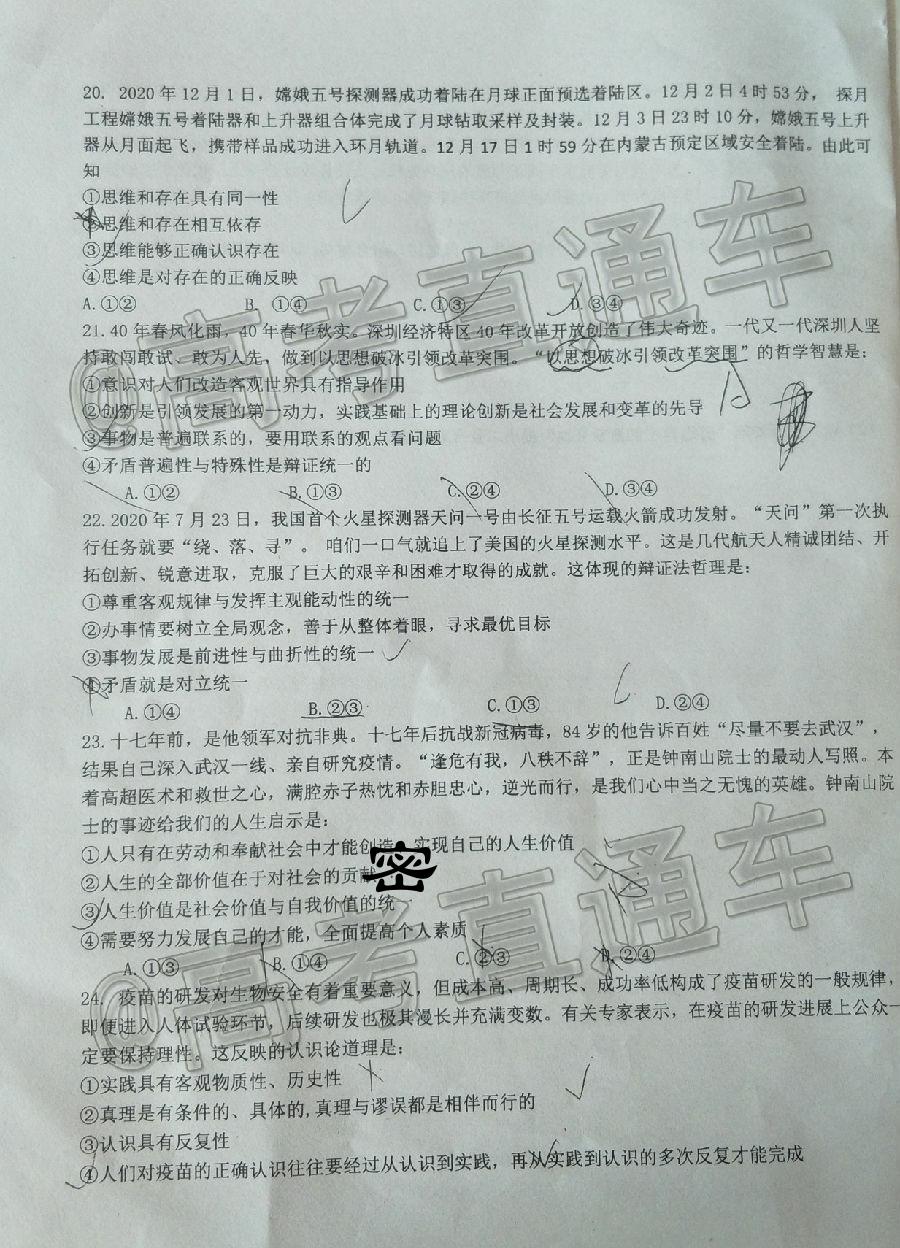 20. 2020 年 12 月 1 日，嫦娥五号探测器成功着陆在月球正面预选着陆区。12 月 2 日 4 时 53 分， 探月
工程嫦娥五号着陆器和上升器组合体完成了月球钻取采样及封装。12 月 3 日 23 时 10 分，嫦娥五号上升
器从月面起飞，携带样品成功进入环月轨道。12 月 17 日 1 时 59 分在内蒙古预定区域安全着陆。由此可
知
①思维和存在具有同一性
②思维和存在相互依存
③思维能够正确认识存在
④思维是对存在的正确反映
A. ①② B. ①④ C. ①③ D. ③④
21. 40 年春风化雨，40 年春华秋实。深圳经济特区 40 年改革开放创造了伟大奇迹。一代又一代深圳人坚
持敢闯敢试、敢为人先，做到以思想破冰引领改革突围。“以思想破冰引领改革突围”的哲学智慧是：
①意识对人们改造客观世界具有指导作用
②创新是引领发展的第一动力，实践基础上的理论创新是社会发展和变革的先导
③事物是普遍联系的，要用联系的观点看问题
④矛盾普遍性与特殊性是辩证统一的
A. ①② B. ①③ C. ②④ D. ③④
22. 2020 年 7 月 23 日，我国首个火星探测器天问一号由长征五号运载火箭成功发射。“天问”第一次执
行任务就要“绕、落、寻”。 咱们一口气就追上了美国的火星探测水平。这是几代航天人精诚团结、开
拓创新、锐意进取，克服了巨大的艰辛和困难才取得的成就。这体现的辩证法哲理是：
①尊重客观规律与发挥主观能动性的统一
②办事情要树立全局观念，善于从整体着眼，寻求最优目标
③事物发展是前进性与曲折性的统一
④矛盾就是对立统一
A. ①④ B. ②③ C. ①③ D. ②④
23. 十七年前，是他领军对抗非典。十七年后抗战新冠病毒，84 岁的他告诉百姓“尽量不要去武汉”，
结果自己深入武汉一线、亲自研究疫情。“逢危有我，八秩不辞”，正是钟南山院士的最动人写照。本
着高超医术和救世之心，满腔赤子热忱和赤胆忠心，逆光而行，是我们心中当之无愧的英雄。钟南山院
士的事迹给我们的人生启示是：
①人只有在劳动和奉献社会中才能创造、实现自己的人生价值
②人生的全部价值在于对社会的贡献
密
③人生价值是社会价值与自我价值的统
④需要努力发展自己的才能，全面提高个人素质
A. ①③ B. ①④ C. ②③ D. ②④
24. 疫苗的研发对生物安全有着重要意义，但成本高、周期长、成功率低构成了疫苗研发的一般规律，
即便进入人体试验环节，后续研发也极其漫长并充满变数。有关专家表示，在疫苗的研发进展上公众一
定要保持理性。这反映的认识论道理是：
①实践具有客观物质性、历史性
②真理是有条件的、具体的，真理与谬误都是相伴而行的
③认识具有反复性
④人们对疫苗的正确认识往往要经过从认识到实践，再从实践到认识的多次反复才能完成
@高考直通车
@高考直通车